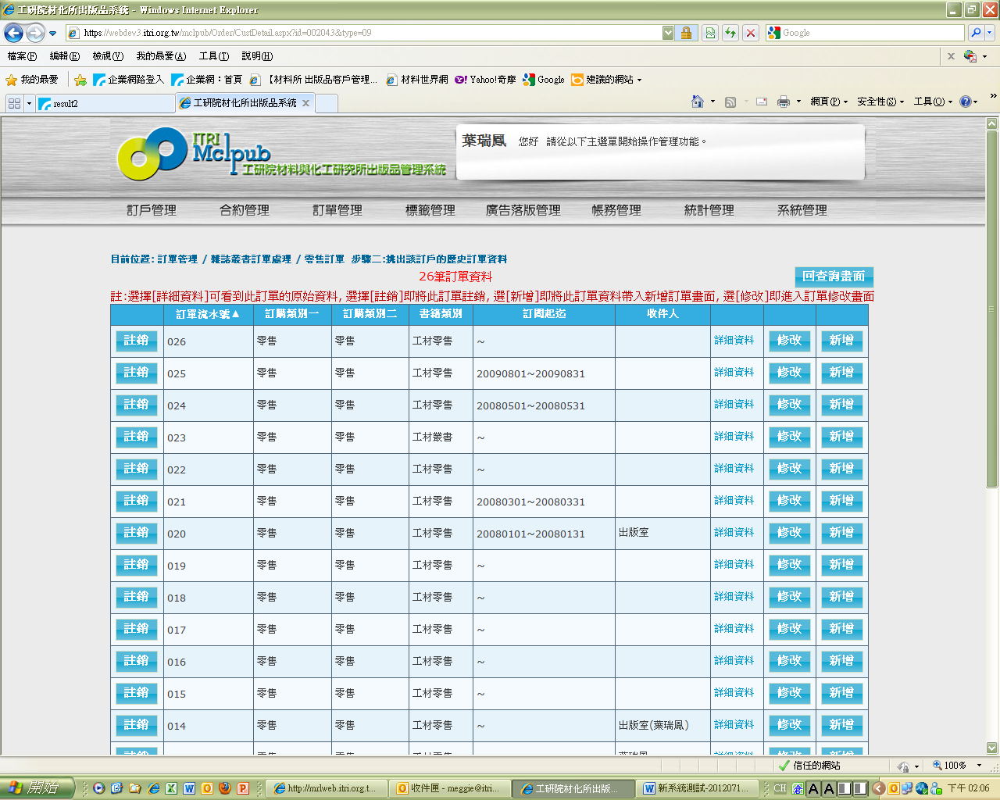 工研院材化所出版品系統 - Windows Internet Explorer
https://webdev3.itri.org.tw/mclpub/Order/CustDetail.aspx?id=002043&type=09
Google
檔案(F) 編輯(E) 檢視(V) 我的最愛(A) 工具(T) 說明(H)
我的最愛 企業網路登入 企業網：首頁 【材料所 出版品客戶管理... 材料世界網 Yahoo!奇摩 Google 建議的網站
result2 工研院材化所出版品系統 網頁(P) 安全性(S) 工具(O)
ITRI
Mclpub
工研院材料與化工研究所出版品管理系統
葉瑞鳳 您好 請從以下主選單開始操作管理功能。
訂戶管理 合約管理 訂單管理 標籤管理 廣告落版管理 帳務管理 統計管理 系統管理
目前位置: 訂單管理 / 雜誌叢書訂單處理 / 零售訂單 步驟二:挑出該訂戶的歷史訂單資料
26筆訂單資料
回查詢畫面
註:選擇[詳細資料]可看到此訂單的原始資料, 選擇[註銷]即將此訂單註銷, 選[新增]即將此訂單資料帶入新增訂單畫面, 選[修改]即進入訂單修改畫面
訂單流水號▲ 訂購類別一 訂購類別二 書籍類別 訂閱起迄 收件人
註銷 026 零售 零售 工材零售 ~ 詳細資料 修改 新增
註銷 025 零售 零售 工材零售 20090801~20090831 詳細資料 修改 新增
註銷 024 零售 零售 工材零售 20080501~20080531 詳細資料 修改 新增
註銷 023 零售 零售 工材叢書 ~ 詳細資料 修改 新增
註銷 022 零售 零售 工材零售 ~ 詳細資料 修改 新增
註銷 021 零售 零售 工材零售 20080301~20080331 詳細資料 修改 新增
註銷 020 零售 零售 工材零售 20080101~20080131 出版室 詳細資料 修改 新增
註銷 019 零售 零售 工材零售 ~ 詳細資料 修改 新增
註銷 018 零售 零售 工材零售 ~ 詳細資料 修改 新增
註銷 017 零售 零售 工材零售 ~ 詳細資料 修改 新增
註銷 016 零售 零售 工材零售 ~ 詳細資料 修改 新增
註銷 015 零售 零售 工材零售 ~ 詳細資料 修改 新增
註銷 014 零售 零售 工材零售 ~ 出版室(葉瑞鳳) 詳細資料 修改 新增
信任的網站 100%
開始 http://mrlweb.itri.org.t... 收件匣 - meggie@itri... 工研院材化所出版... 新系統測試-2012071... CH 下午 02:06